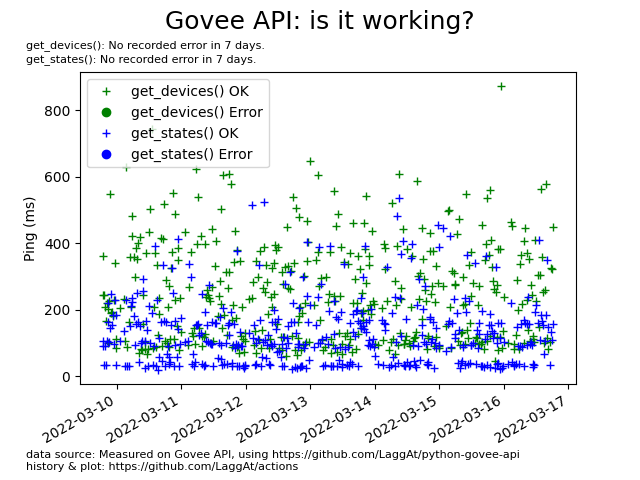 Govee API: is it working?
get_devices(): No recorded error in 7 days.
get_states(): No recorded error in 7 days.
get_devices() OK
get_devices() Error
get_states() OK
get_states() Error
Ping (ms)
800
600
400
200
0
2022-03-10
2022-03-11
2022-03-12
2022-03-13
2022-03-14
2022-03-15
2022-03-16
2022-03-17
data source: Measured on Govee API, using https://github.com/LaggAt/python-govee-api
history & plot: https://github.com/LaggAt/actions